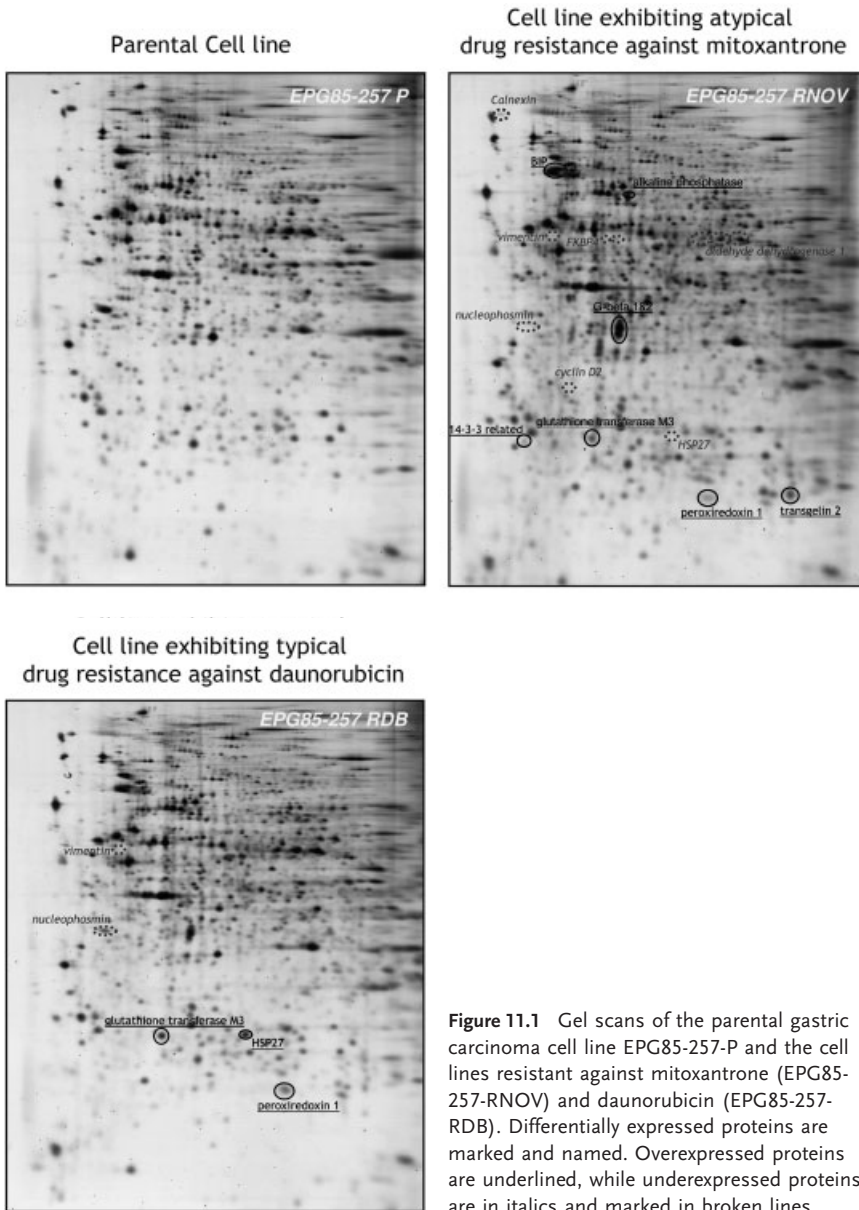 Parental Cell line
EPG85-257 P
Cell line exhibiting atypical
drug resistance against mitoxantrone
EPG85-257 RNOV
Calnexin
BIP
alkaline phosphatase
vimentin
FKBP4
aldehyde dehydrogenase 1
G-beta 1&2
nucleophosmin
cyclin D2
14-3-3 related
glutathione transferase M3
HSP27
peroxiredoxin 1
transgelin 2
Cell line exhibiting typical
drug resistance against daunorubicin
EPG85-257 RDB
vimentin
nucleophosmin
glutathione transferase M3
HSP27
peroxiredoxin 1
Figure 11.1 Gel scans of the parental gastric
carcinoma cell line EPG85-257-P and the cell
lines resistant against mitoxantrone (EPG85-
257-RNOV) and daunorubicin (EPG85-257-
RDB). Differentially expressed proteins are
marked and named. Overexpressed proteins
are underlined, while underexpressed proteins
are in italics and marked in broken lines